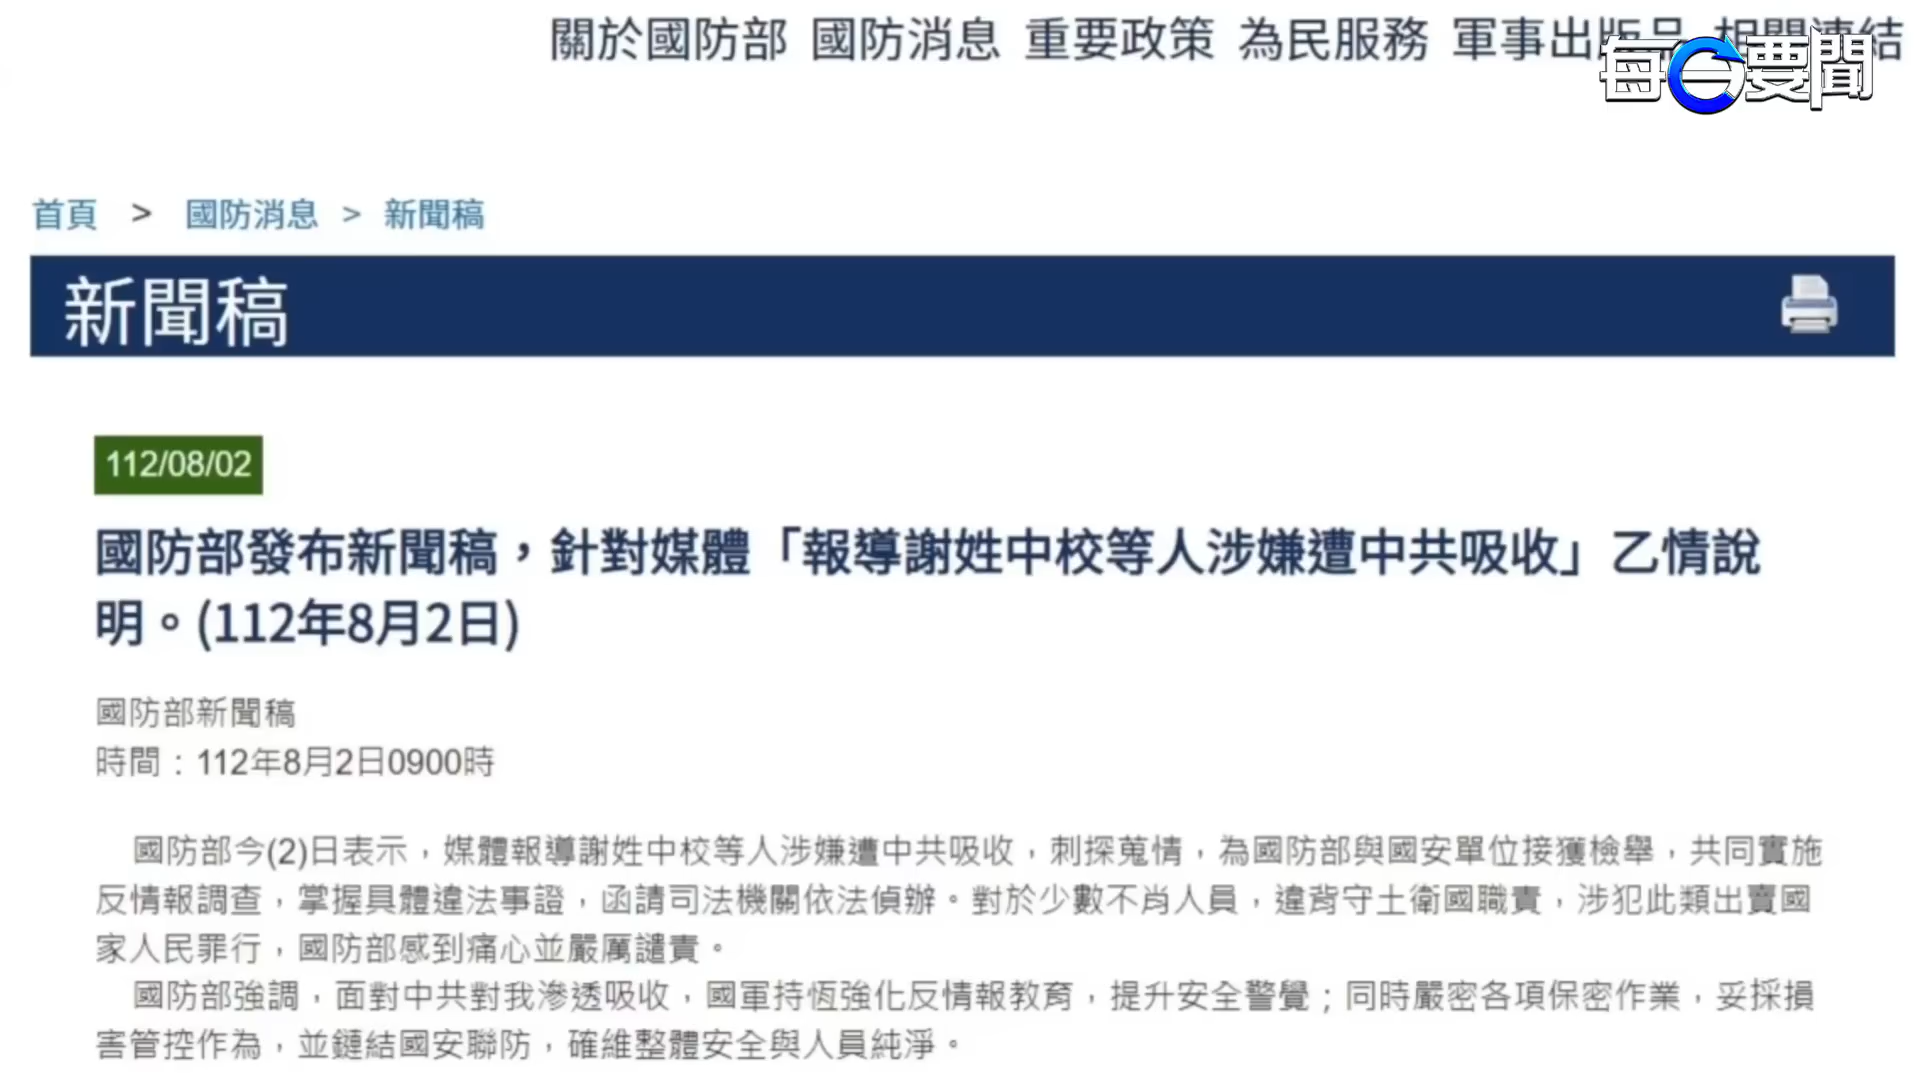 關於國防部 國防消息 重要政策 為民服務 軍事出版品 相關連結
每日要聞
首頁 > 國防消息 > 新聞稿
新聞稿
112/08/02
國防部發布新聞稿，針對媒體「報導謝姓中校等人涉嫌遭中共吸收」乙情說
明。(112年8月2日)
國防部新聞稿
時間：112年8月2日0900時
國防部今(2)日表示，媒體報導謝姓中校等人涉嫌遭中共吸收，刺探蒐情，為國防部與國安單位接獲檢舉，共同實施
反情報調查，掌握具體違法事證，函請司法機關依法偵辦。對於少數不肖人員，違背守土衛國職責，涉犯此類出賣國
家人民罪行，國防部感到痛心並嚴厲譴責。
國防部強調，面對中共對我滲透吸收，國軍持恆強化反情報教育，提升安全警覺；同時嚴密各項保密作業，妥採損
害管控作為，並鏈結國安聯防，確維整體安全與人員純淨。